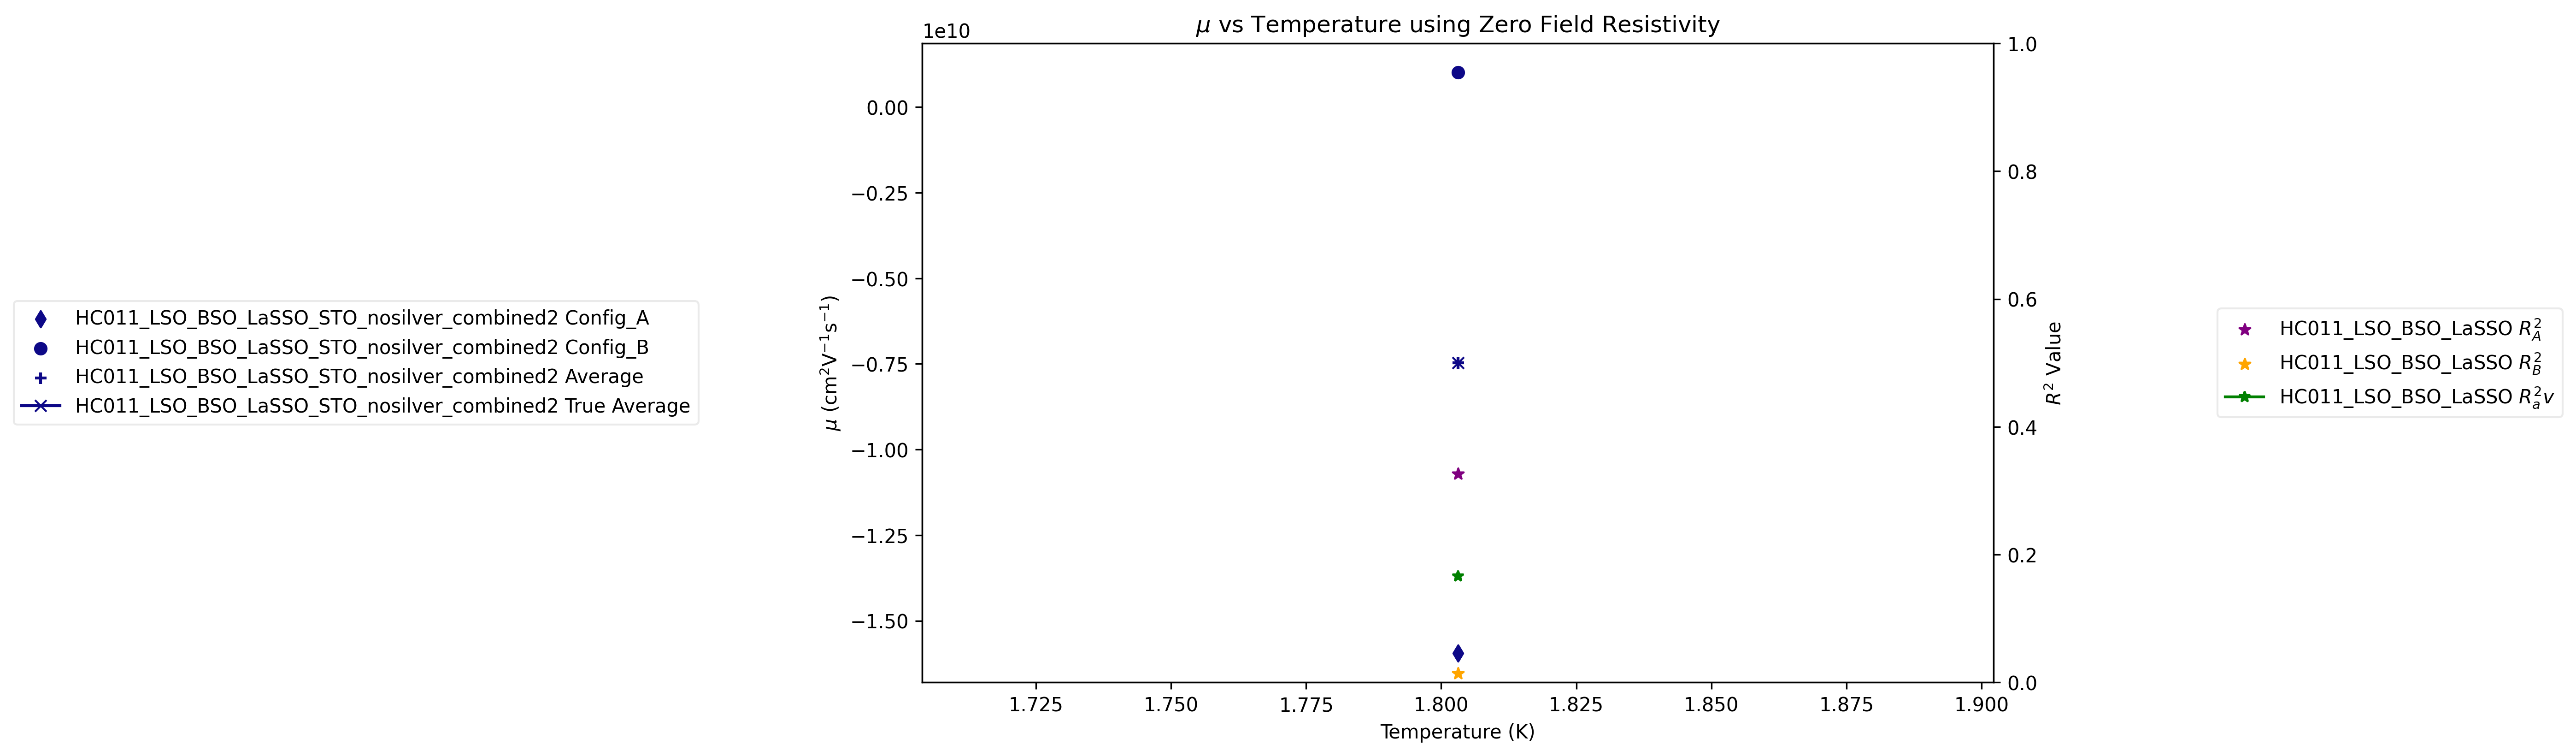 μ vs Temperature using Zero Field Resistivity
1e10
0.00
−0.25
−0.50
−0.75
−1.00
−1.25
−1.50
μ (cm²V⁻¹s⁻¹)
1.725
1.750
1.775
1.800
1.825
1.850
1.875
1.900
Temperature (K)
1.0
0.8
0.6
0.4
0.2
0.0
R² Value
HC011_LSO_BSO_LaSSO_STO_nosilver_combined2 Config_A
HC011_LSO_BSO_LaSSO_STO_nosilver_combined2 Config_B
HC011_LSO_BSO_LaSSO_STO_nosilver_combined2 Average
HC011_LSO_BSO_LaSSO_STO_nosilver_combined2 True Average
HC011_LSO_BSO_LaSSO R²_A
HC011_LSO_BSO_LaSSO R²_B
HC011_LSO_BSO_LaSSO R²_a v